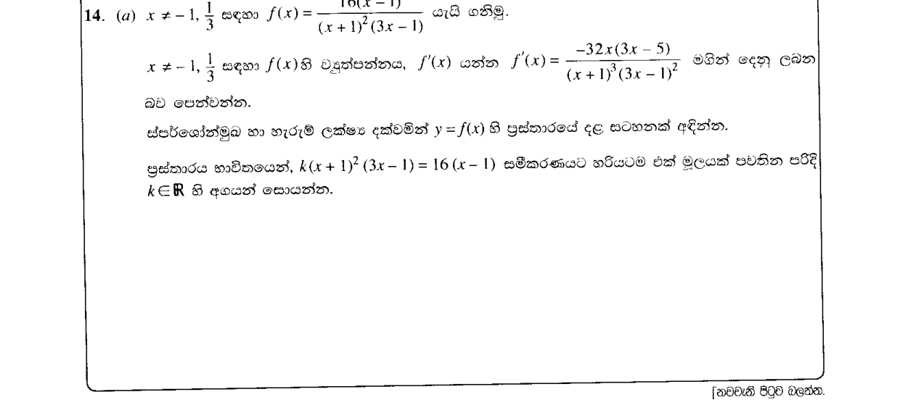 14. (a) x ≠ − 1, 1/3 සඳහා f(x) = 16(x − 1)/((x + 1)²(3x − 1)) යැයි ගනිමු.
x ≠ − 1, 1/3 සඳහා f(x) හි ව්‍යුත්පන්නය, f′(x) යන්න f′(x) = −32x(3x − 5)/((x + 1)³(3x − 1)²) මගින් දෙනු ලබන
බව පෙන්වන්න.
ස්පර්ශෝන්මුඛ හා හැරුම් ලක්ෂ්‍ය දක්වමින් y = f(x) හි ප්‍රස්තාරයේ දළ සටහනක් අඳින්න.
ප්‍රස්තාරය භාවිතයෙන්, k(x + 1)² (3x − 1) = 16 (x − 1) සමීකරණයට හරියටම එක් මූලයක් පවතින පරිදි
k ∈ ℝ හි අගයන් සොයන්න.
[නවවැනි පිටුව බලන්න.